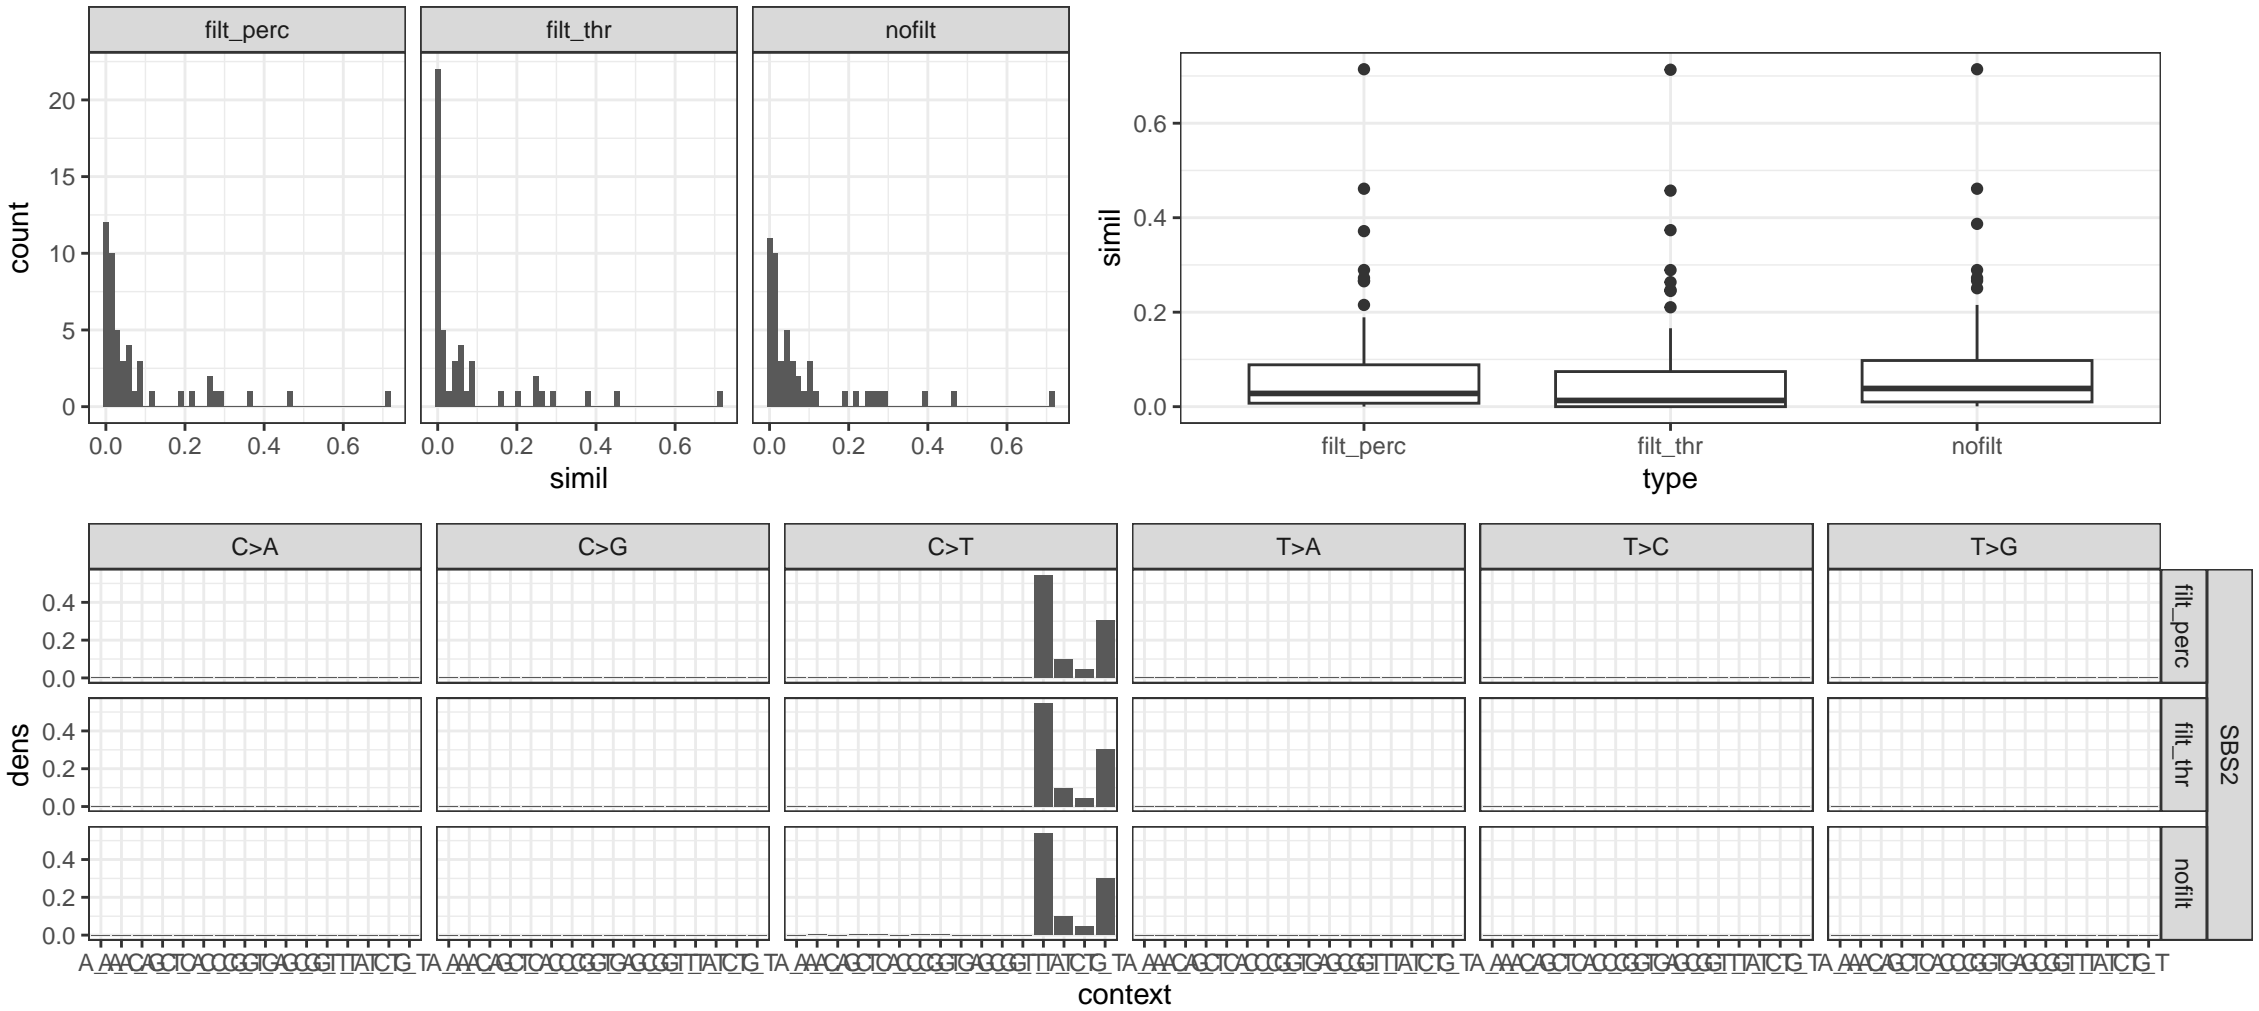 filt_perc filt_thr nofilt
count
20
15
10
5
0
0.0 0.2 0.4 0.6 0.0 0.2 0.4 0.6 0.0 0.2 0.4 0.6
simil
simil
0.6
0.4
0.2
0.0
filt_perc filt_thr nofilt
type
C>A C>G C>T T>A T>C T>G
dens
0.4
0.2
0.0
filt_perc
0.4
0.2
0.0
filt_thr
0.4
0.2
0.0
nofilt
SBS2
context